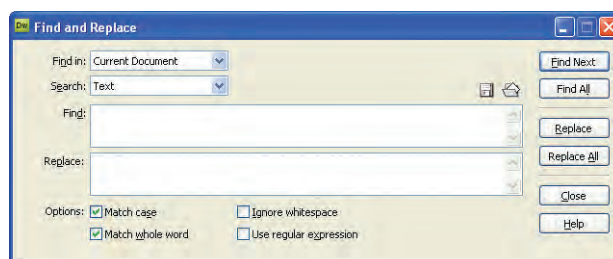 Dw Find and Replace
Find in: Current Document Find Next
Search: Text Find All
Find:
Replace
Replace: Replace All
Close
Options: Match case Ignore whitespace
Help
Match whole word Use regular expression